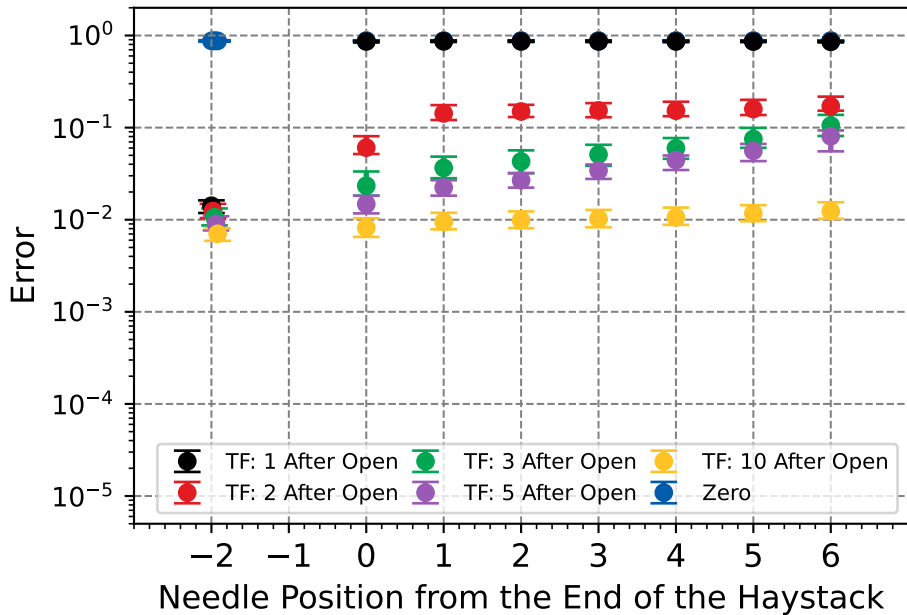 10⁰
10⁻¹
10⁻²
10⁻³
10⁻⁴
10⁻⁵
Error
TF: 1 After Open
TF: 2 After Open
TF: 3 After Open
TF: 5 After Open
TF: 10 After Open
Zero
−2 −1 0 1 2 3 4 5 6
Needle Position from the End of the Haystack